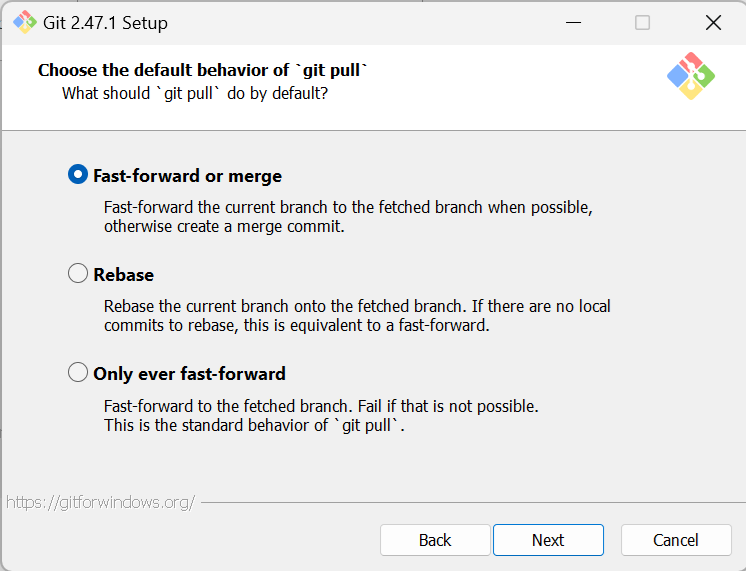 Git 2.47.1 Setup
Choose the default behavior of `git pull`
What should `git pull` do by default?
Fast-forward or merge
Fast-forward the current branch to the fetched branch when possible,
otherwise create a merge commit.
Rebase
Rebase the current branch onto the fetched branch. If there are no local
commits to rebase, this is equivalent to a fast-forward.
Only ever fast-forward
Fast-forward to the fetched branch. Fail if that is not possible.
This is the standard behavior of `git pull`.
https://gitforwindows.org/
Back
Next
Cancel